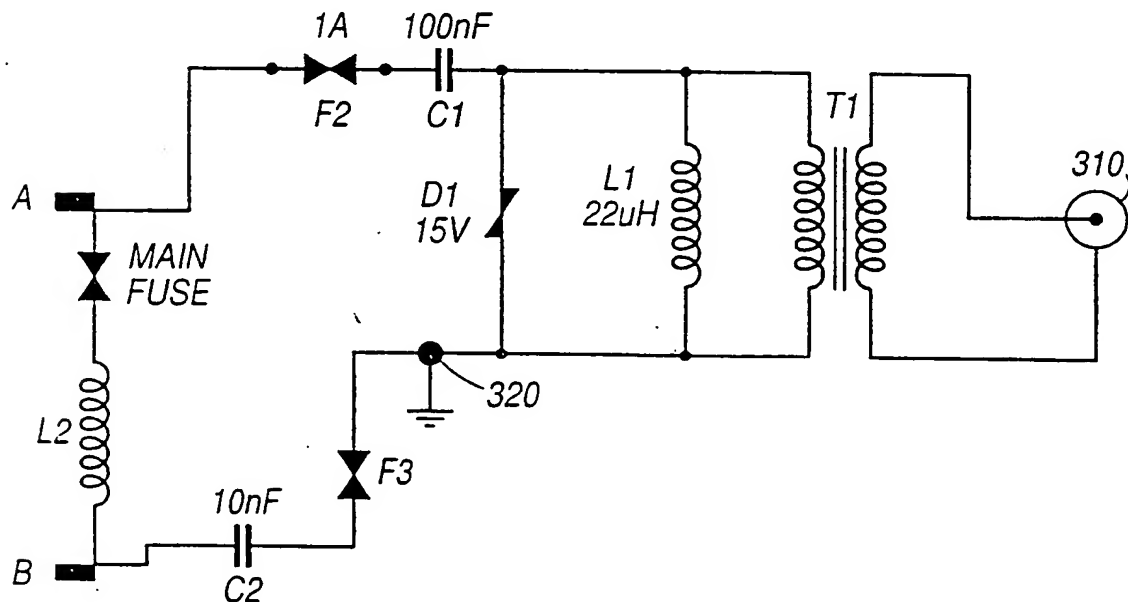 1A
100nF
F2
C1
T1
310
A
D1
15V
L1
22uH
MAIN
FUSE
320
L2
F3
10nF
B
C2